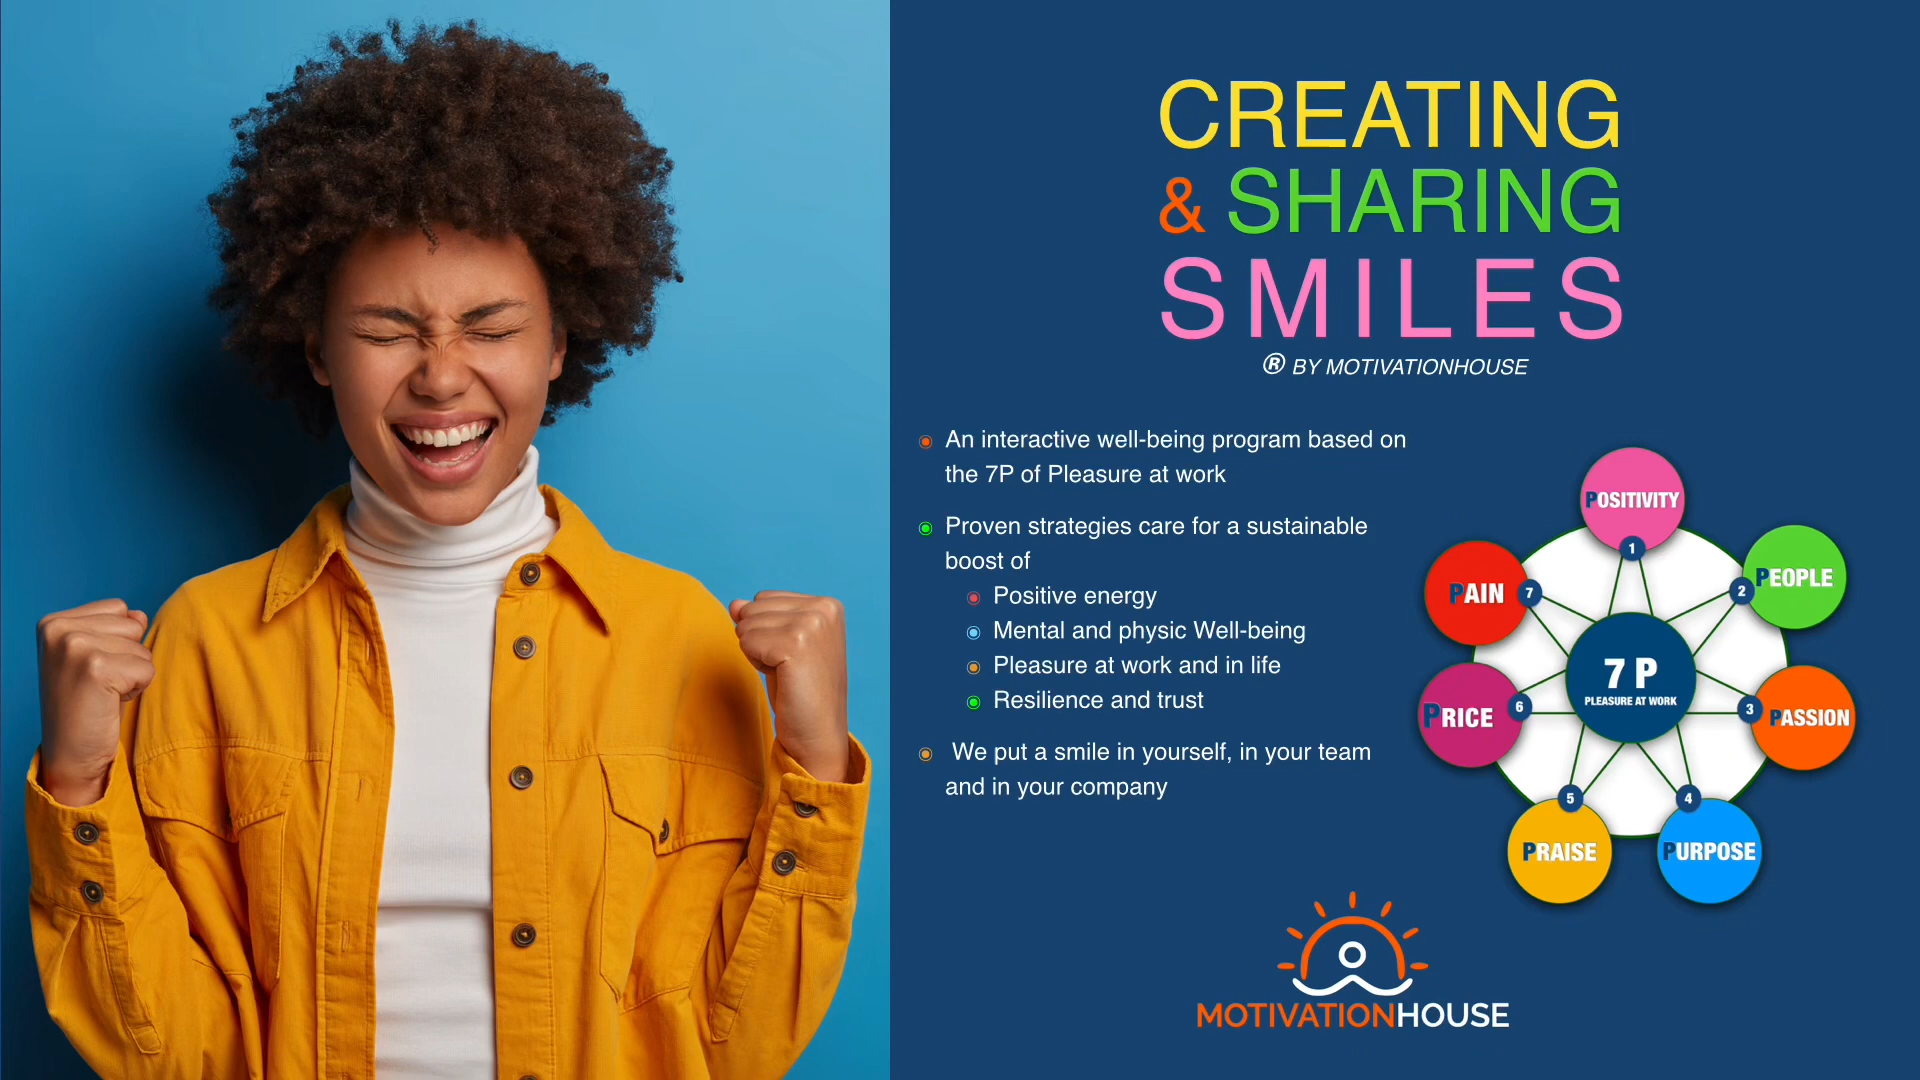 CREATING
& SHARING
SMILES
® BY MOTIVATIONHOUSE
An interactive well-being program based on
the 7P of Pleasure at work
Proven strategies care for a sustainable
boost of
Positive energy
Mental and physic Well-being
Pleasure at work and in life
Resilience and trust
We put a smile in yourself, in your team
and in your company
POSITIVITY
1
PEOPLE
2
PASSION
3
PURPOSE
4
PRAISE
5
PRICE
6
PAIN
7
7 P
PLEASURE AT WORK
MOTIVATIONHOUSE